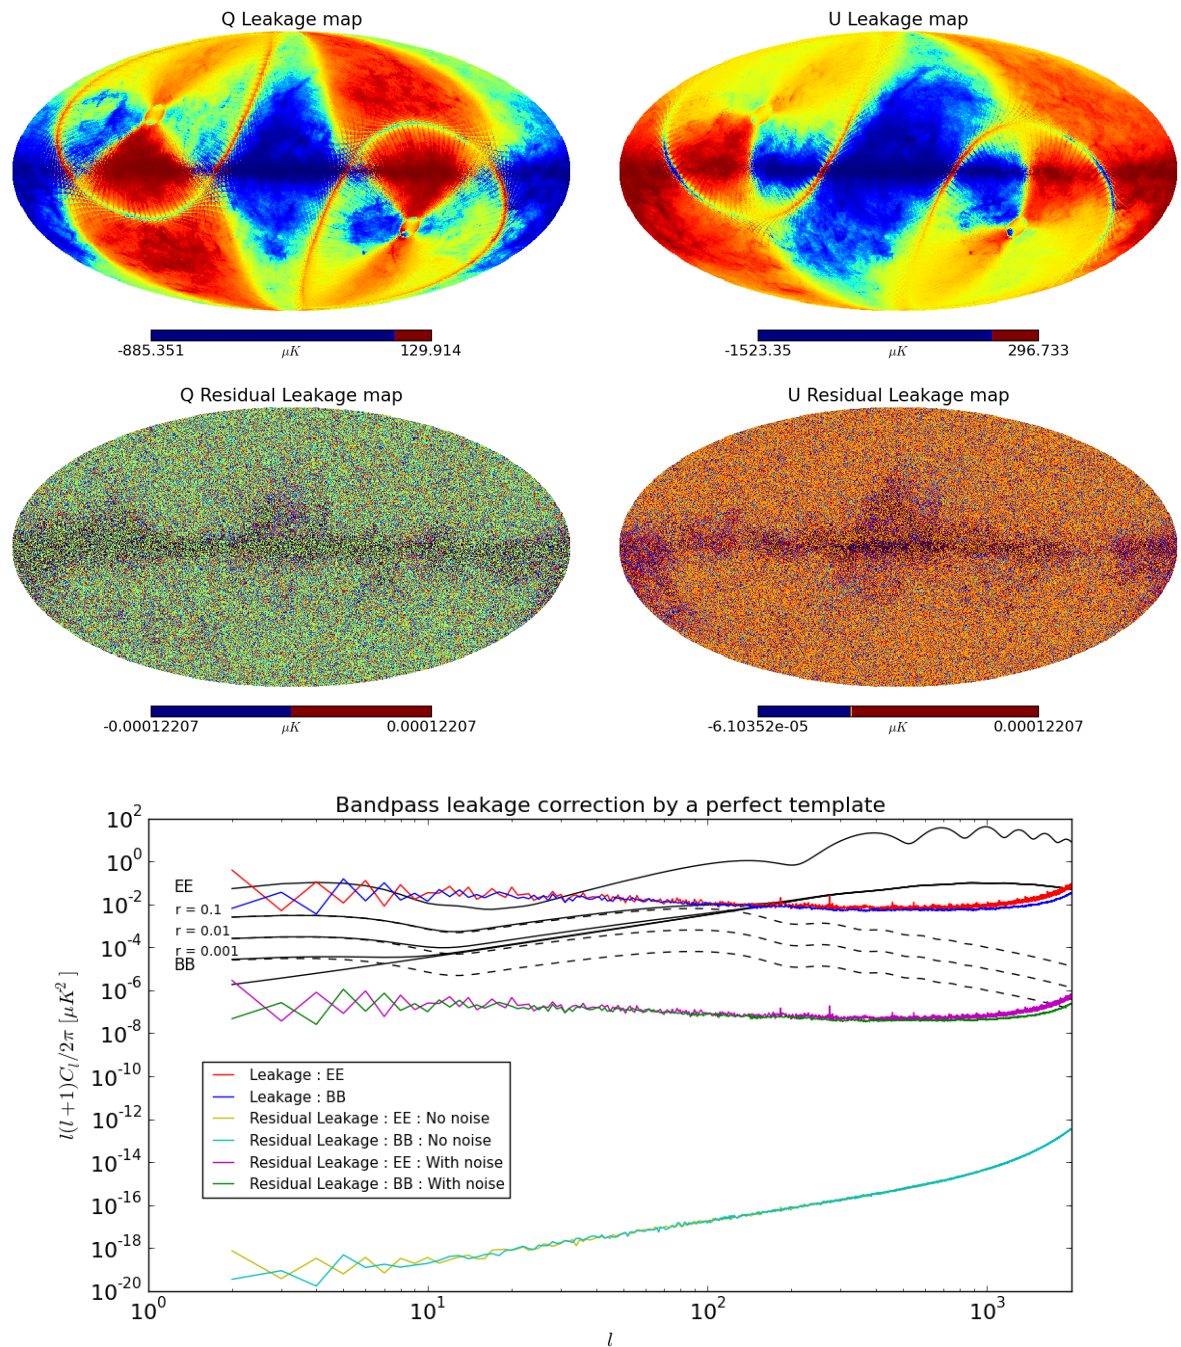 Q Leakage map
U Leakage map
-885.351 μK 129.914
-1523.35 μK 296.733
Q Residual Leakage map
U Residual Leakage map
-0.00012207 μK 0.00012207
-6.10352e-05 μK 0.00012207
Bandpass leakage correction by a perfect template
10^2
10^0
10^-2
10^-4
10^-6
10^-8
10^-10
10^-12
10^-14
10^-16
10^-18
10^-20
l(l+1)C_l/2π [μK^2]
EE
r = 0.1
r = 0.01
r = 0.001
BB
Leakage : EE
Leakage : BB
Residual Leakage : EE : No noise
Residual Leakage : BB : No noise
Residual Leakage : EE : With noise
Residual Leakage : BB : With noise
10^0 10^1 10^2 10^3
l